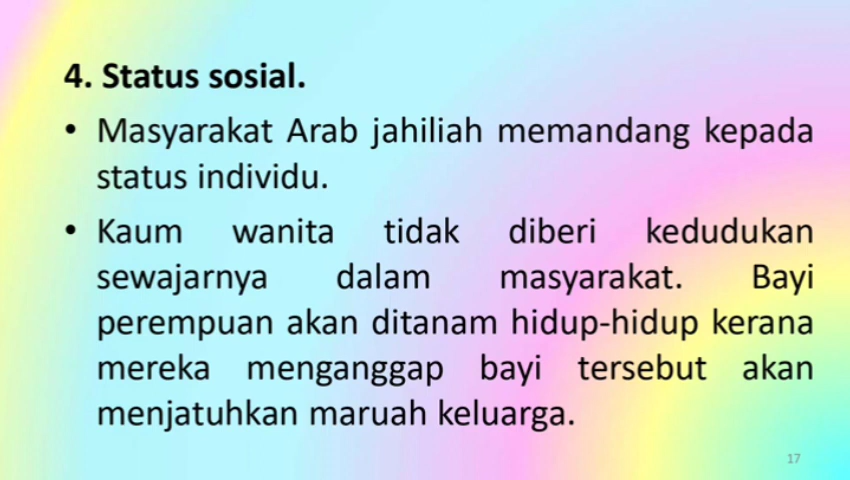 4. Status sosial.
• Masyarakat Arab jahiliah memandang kepada
status individu.
• Kaum wanita tidak diberi kedudukan
sewajarnya dalam masyarakat. Bayi
perempuan akan ditanam hidup-hidup kerana
mereka menganggap bayi tersebut akan
menjatuhkan maruah keluarga.
17